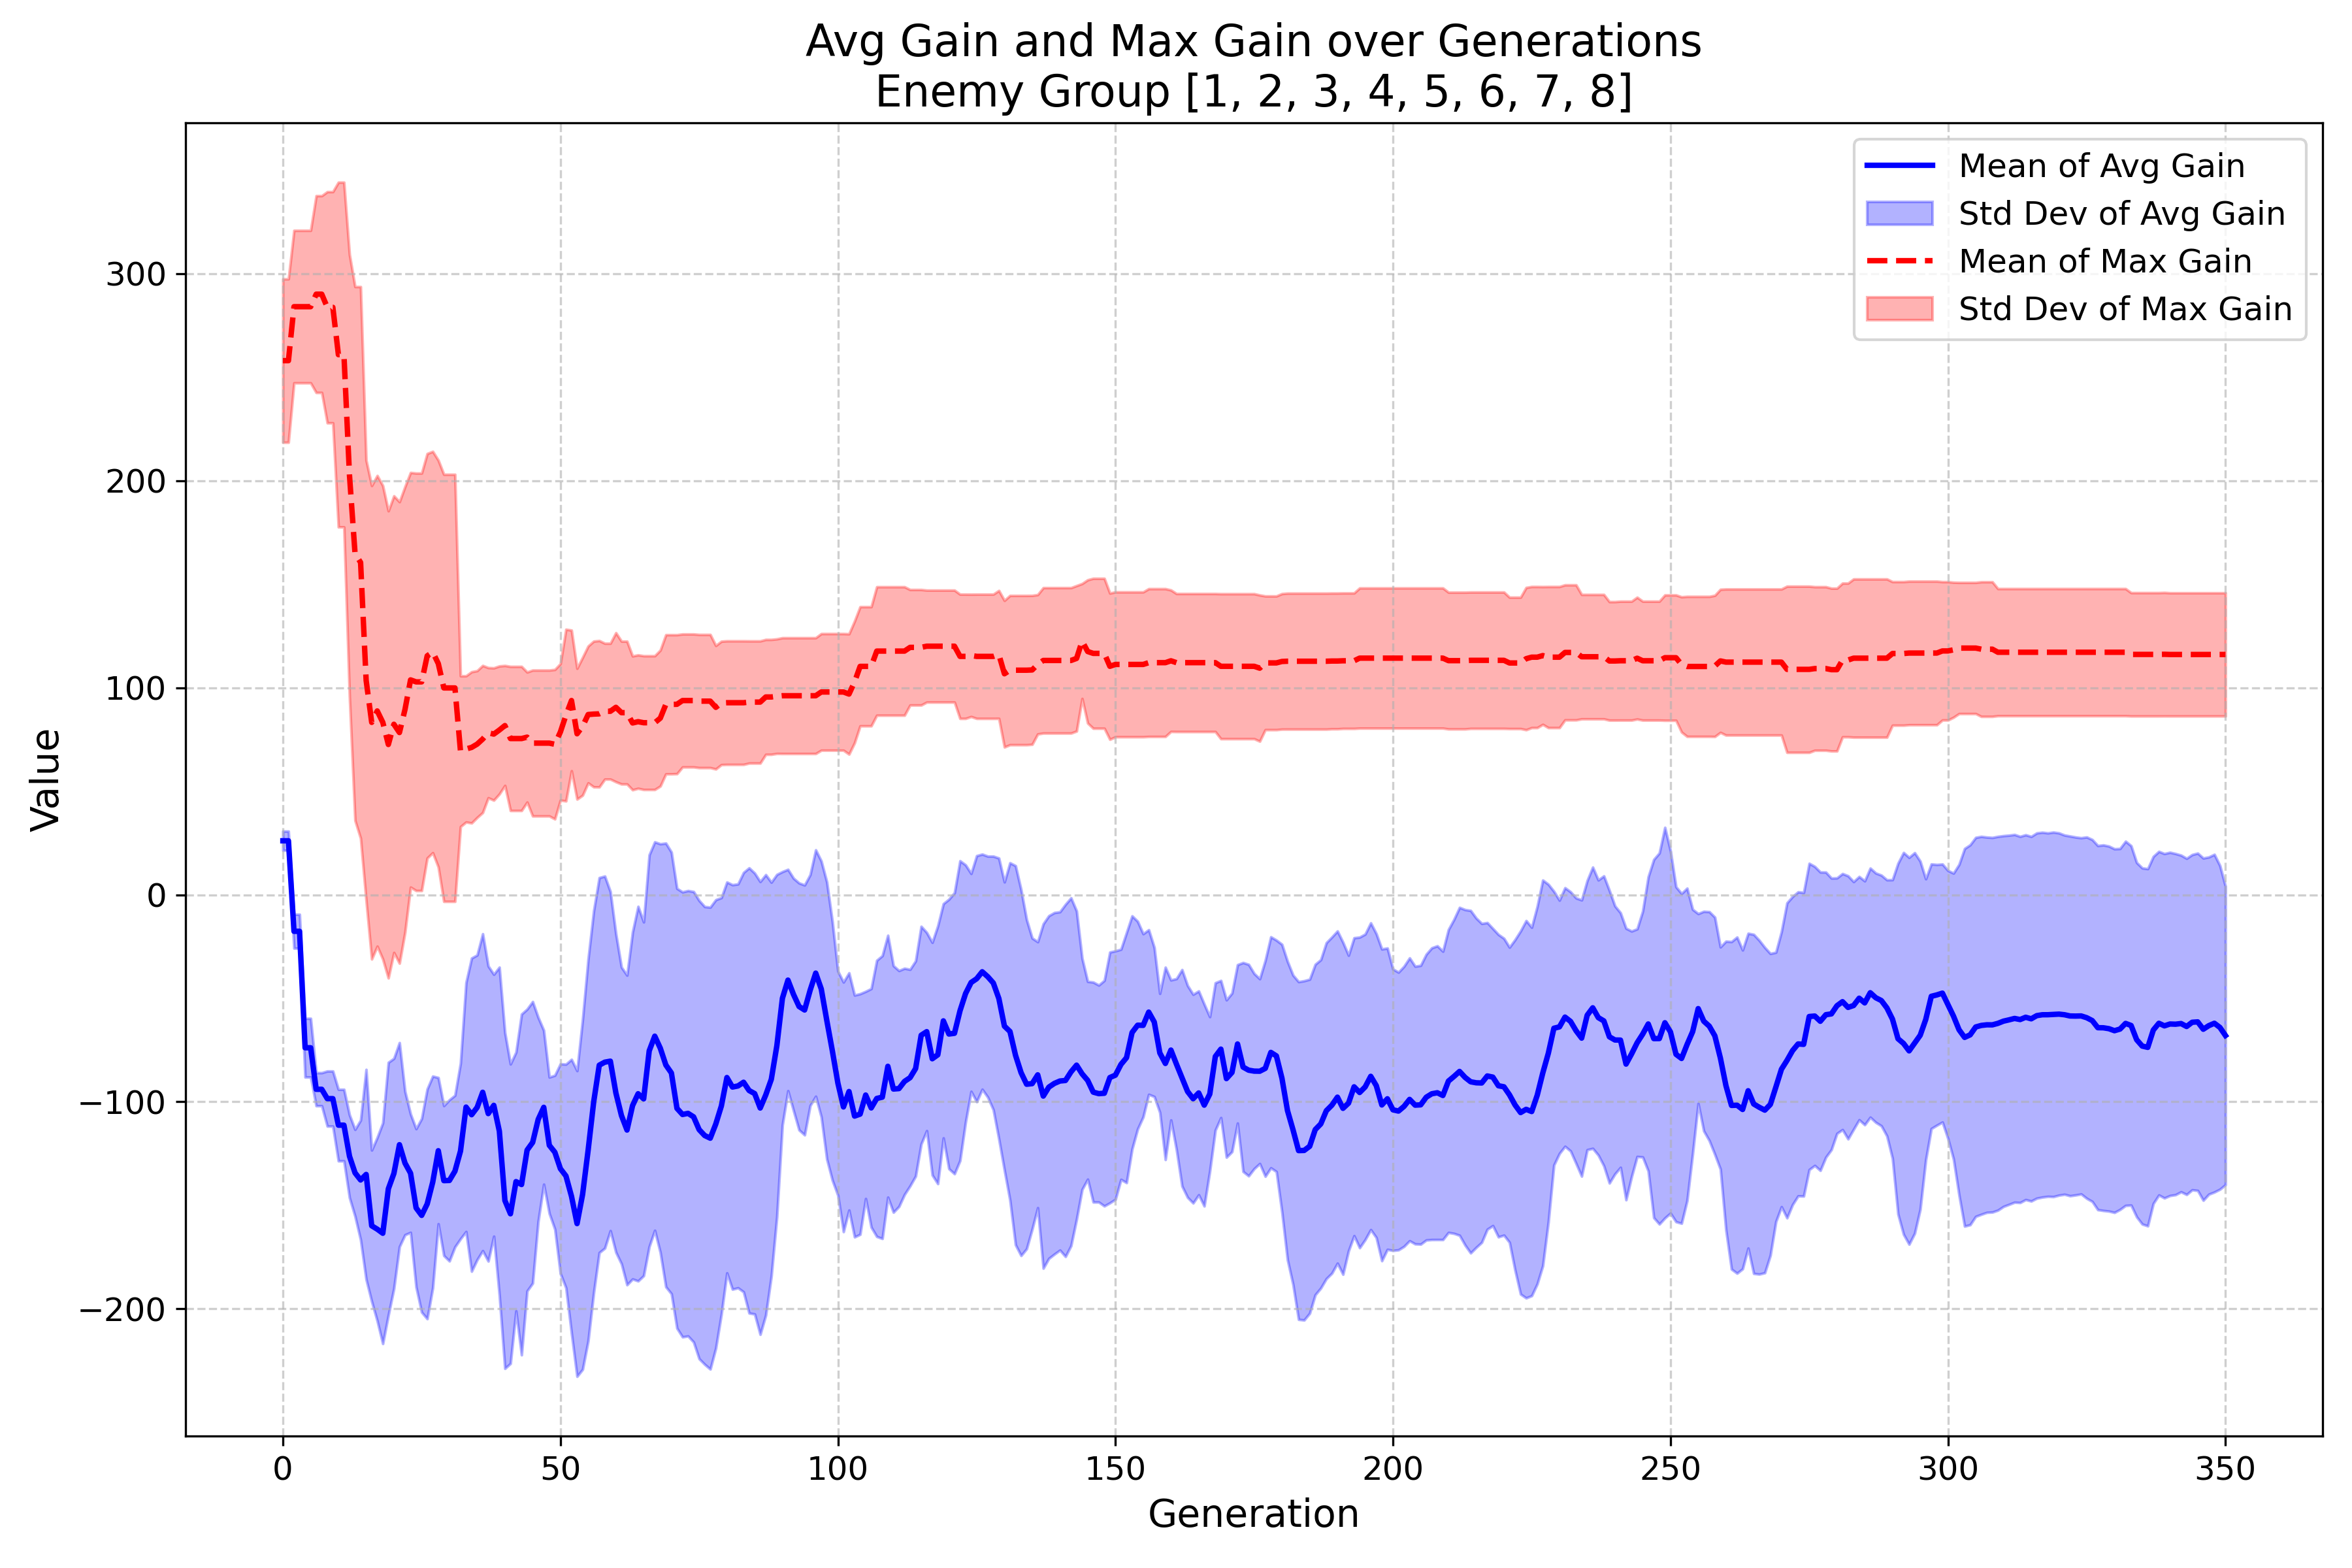 Avg Gain and Max Gain over Generations
Enemy Group [1, 2, 3, 4, 5, 6, 7, 8]
Mean of Avg Gain
Std Dev of Avg Gain
Mean of Max Gain
Std Dev of Max Gain
Value
300
200
100
0
−100
−200
0 50 100 150 200 250 300 350
Generation